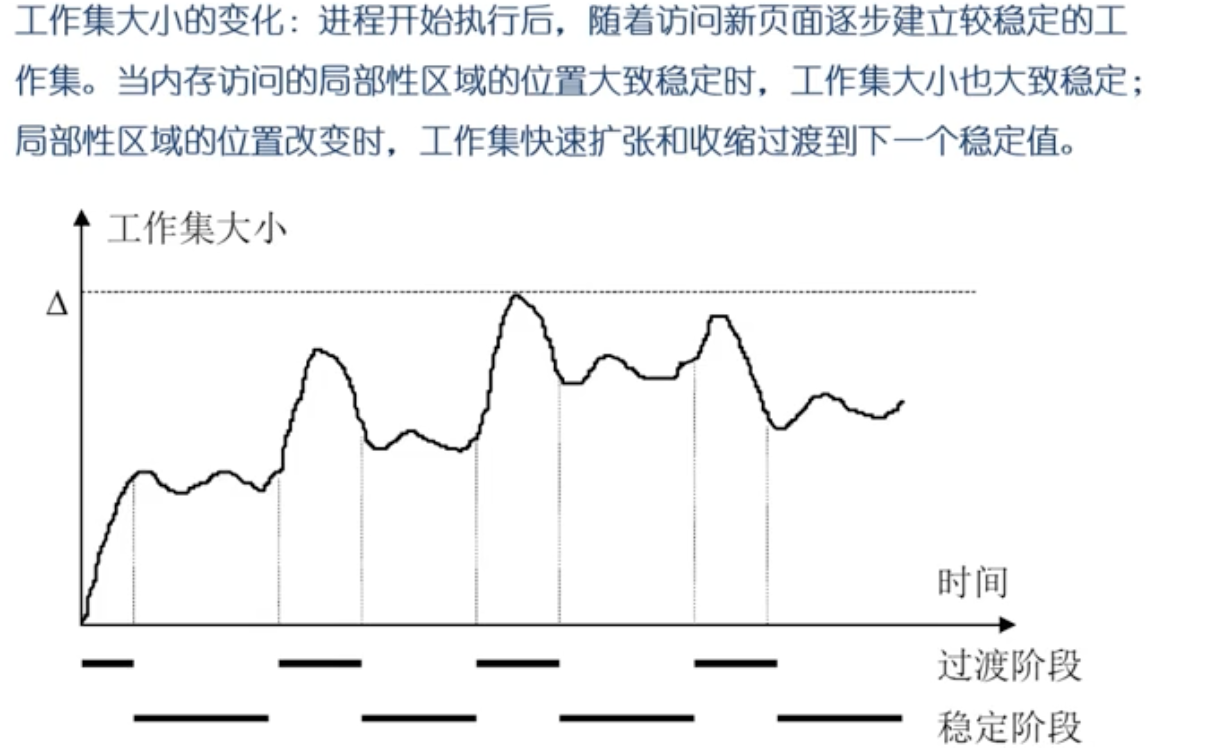 工作集大小的变化：进程开始执行后，随着访问新页面逐步建立较稳定的工
作集。当内存访问的局部性区域的位置大致稳定时，工作集大小也大致稳定；
局部性区域的位置改变时，工作集快速扩张和收缩过渡到下一个稳定值。
工作集大小
Δ
时间
过渡阶段
稳定阶段